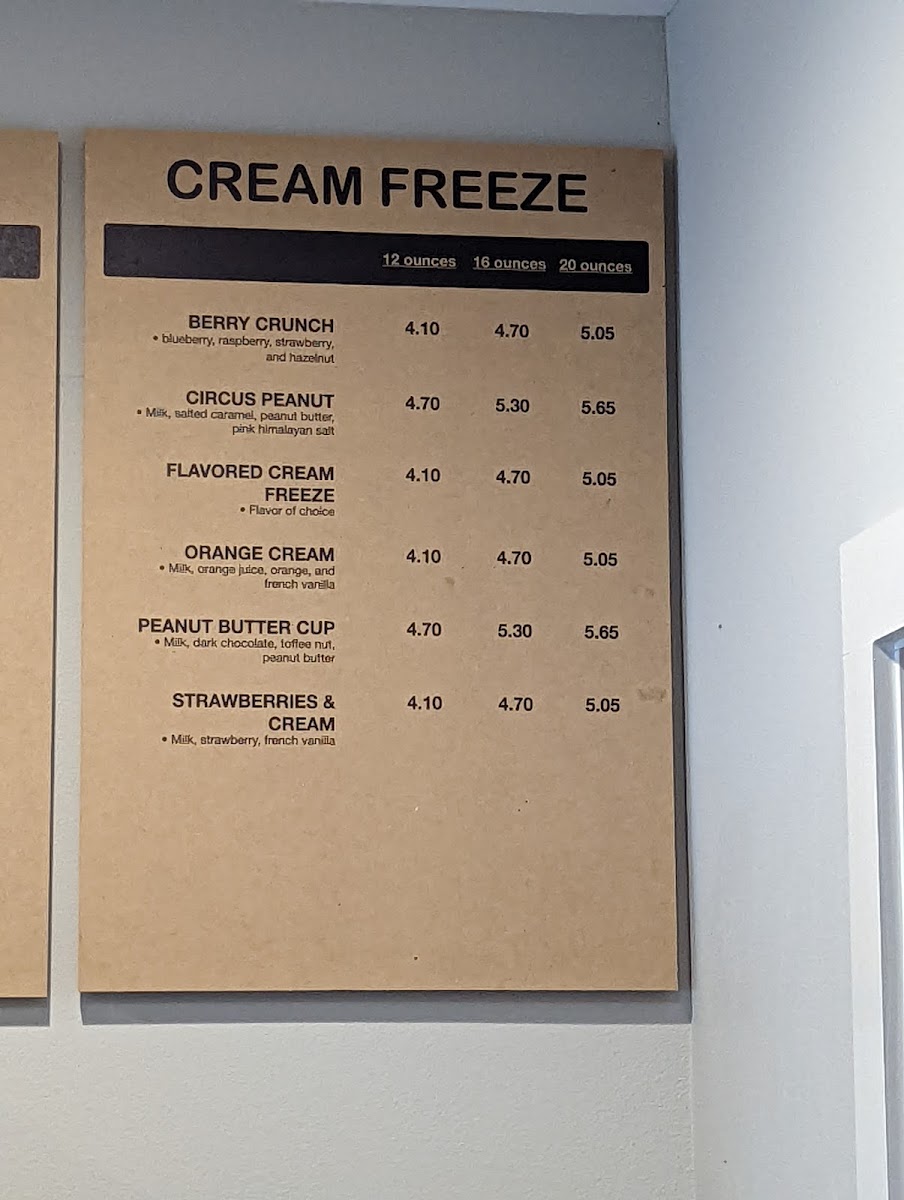 CREAM FREEZE
12 ounces 16 ounces 20 ounces
BERRY CRUNCH 4.10 4.70 5.05
• blueberry, raspberry, strawberry,
and hazelnut
CIRCUS PEANUT 4.70 5.30 5.65
• Milk, salted caramel, peanut butter,
pink himalayan salt
FLAVORED CREAM 4.10 4.70 5.05
FREEZE
• Flavor of choice
ORANGE CREAM 4.10 4.70 5.05
• Milk, orange juice, orange, and
french vanilla
PEANUT BUTTER CUP 4.70 5.30 5.65
• Milk, dark chocolate, toffee nut,
peanut butter
STRAWBERRIES & 4.10 4.70 5.05
CREAM
• Milk, strawberry, french vanilla